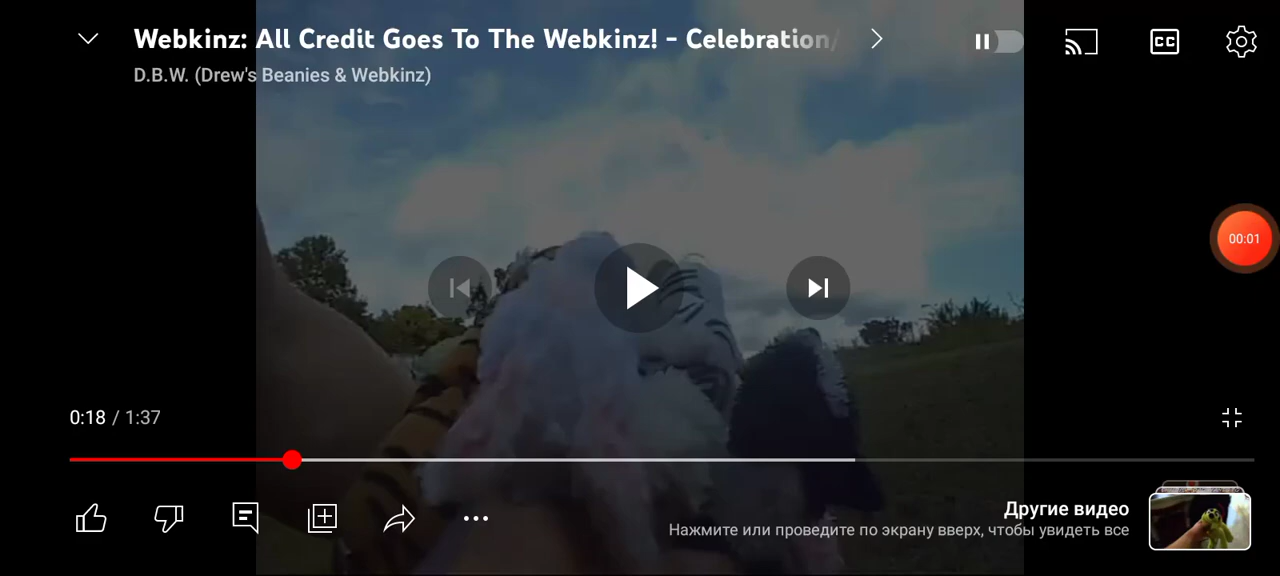 Webkinz: All Credit Goes To The Webkinz! - Celebration/
D.B.W. (Drew's Beanies & Webkinz)
CC
00:01
0:18 / 1:37
Другие видео
Нажмите или проведите по экрану вверх, чтобы увидеть все